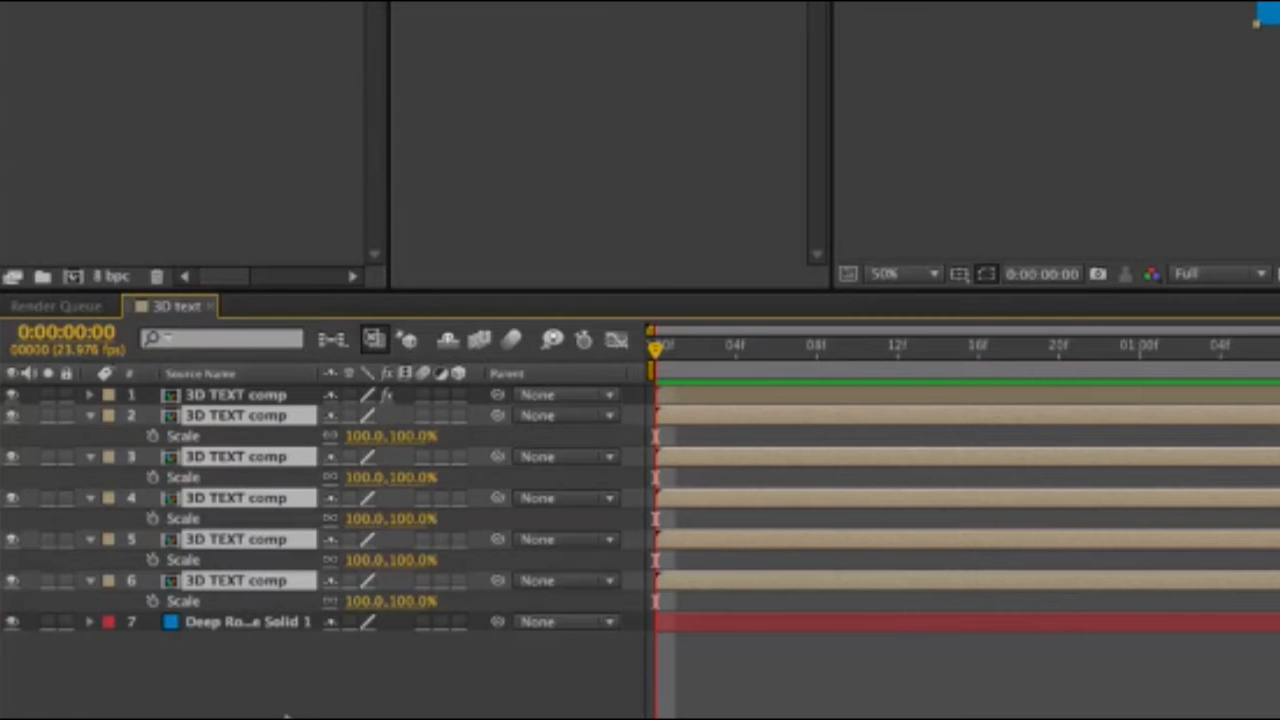 8 bpc
50% 0:00:00:00 Full
Render Queue 3D text
0:00:00:00
00000 (23.976 fps)
04f 08f 12f 16f 20f 01:00f 04f
# Source Name fx Parent
1 3D TEXT comp fx None
2 3D TEXT comp None
Scale 100.0,100.0%
3 3D TEXT comp None
Scale 100.0,100.0%
4 3D TEXT comp None
Scale 100.0,100.0%
5 3D TEXT comp None
Scale 100.0,100.0%
6 3D TEXT comp None
Scale 100.0,100.0%
7 Deep Ro...e Solid 1 None